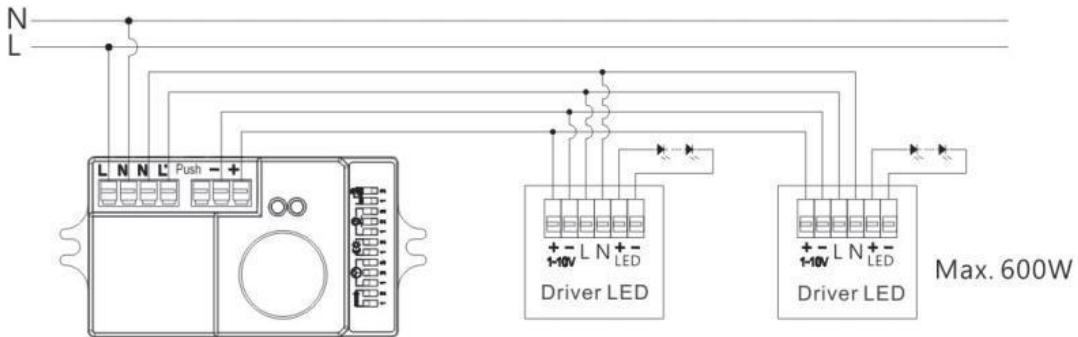 N
L
L N N L' Push − +
+ − L N + −
1~10V LED
Driver LED
+ − L N + −
1~10V LED
Driver LED
Max. 600W